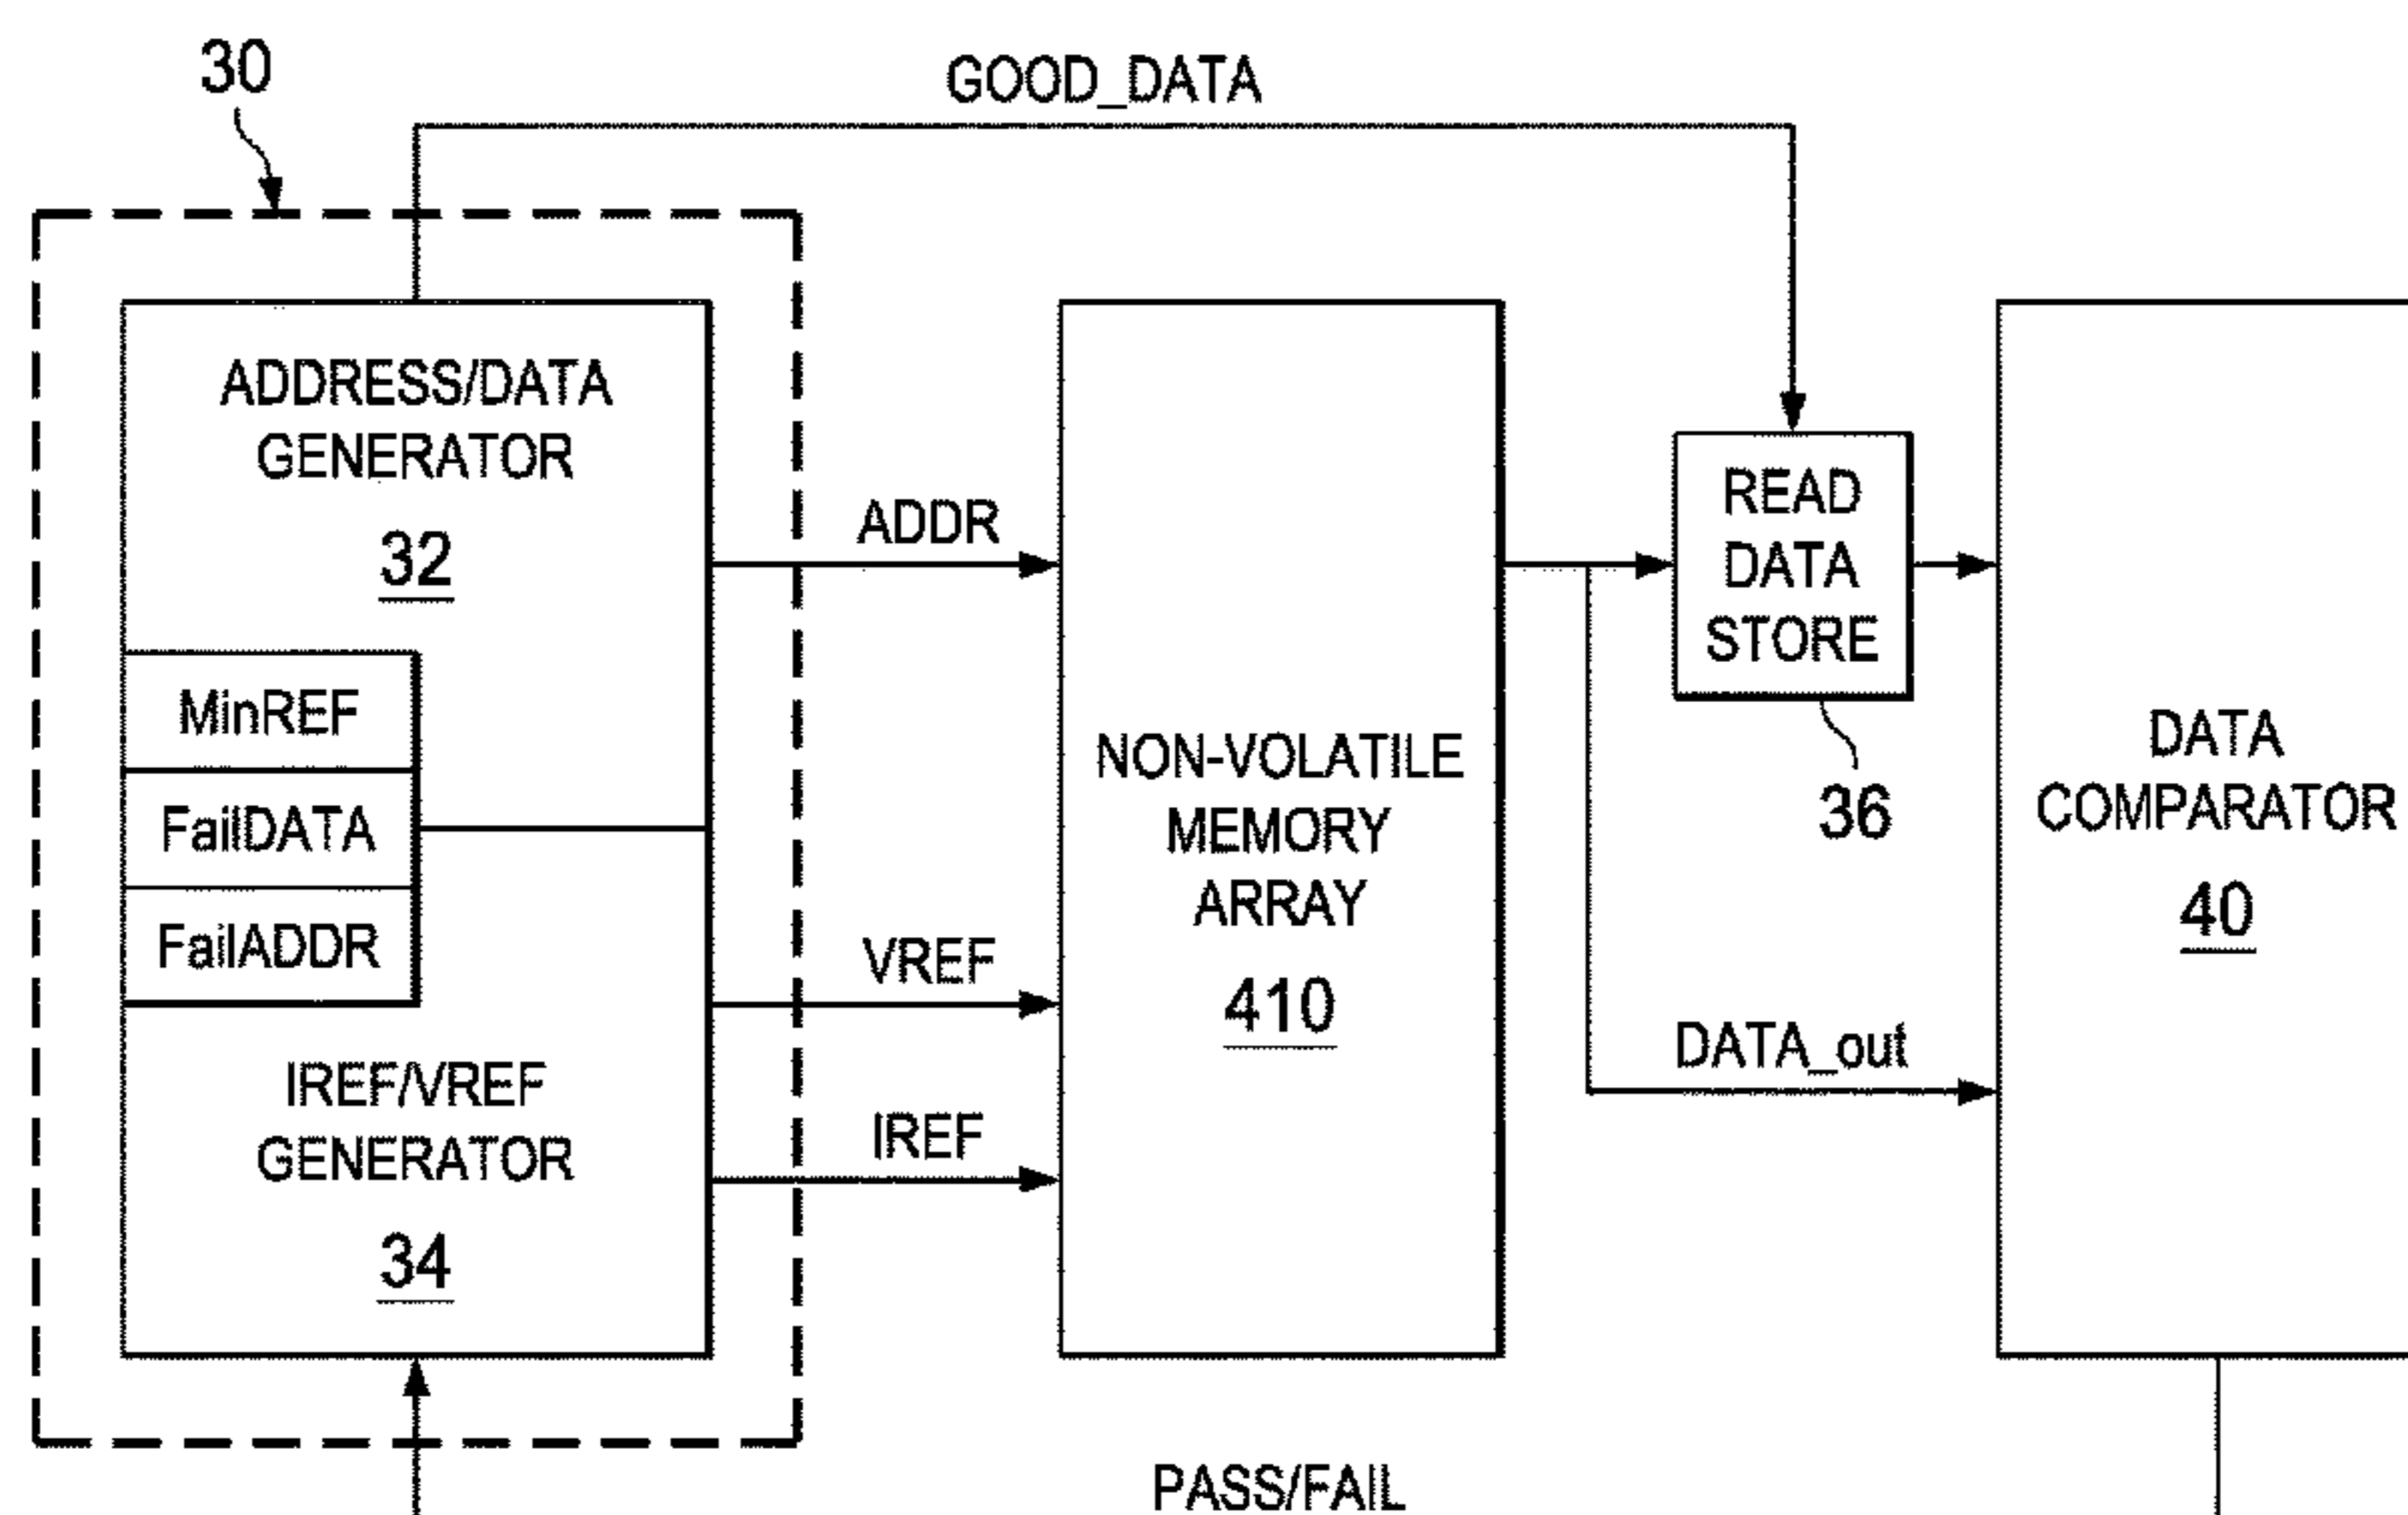 30
GOOD_DATA
ADDRESS/DATA
GENERATOR
32
MinREF
FailDATA
FailADDR
IREF/VREF
GENERATOR
34
ADDR
VREF
IREF
NON-VOLATILE
MEMORY
ARRAY
410
READ
DATA
STORE
36
DATA_out
DATA
COMPARATOR
40
PASS/FAIL